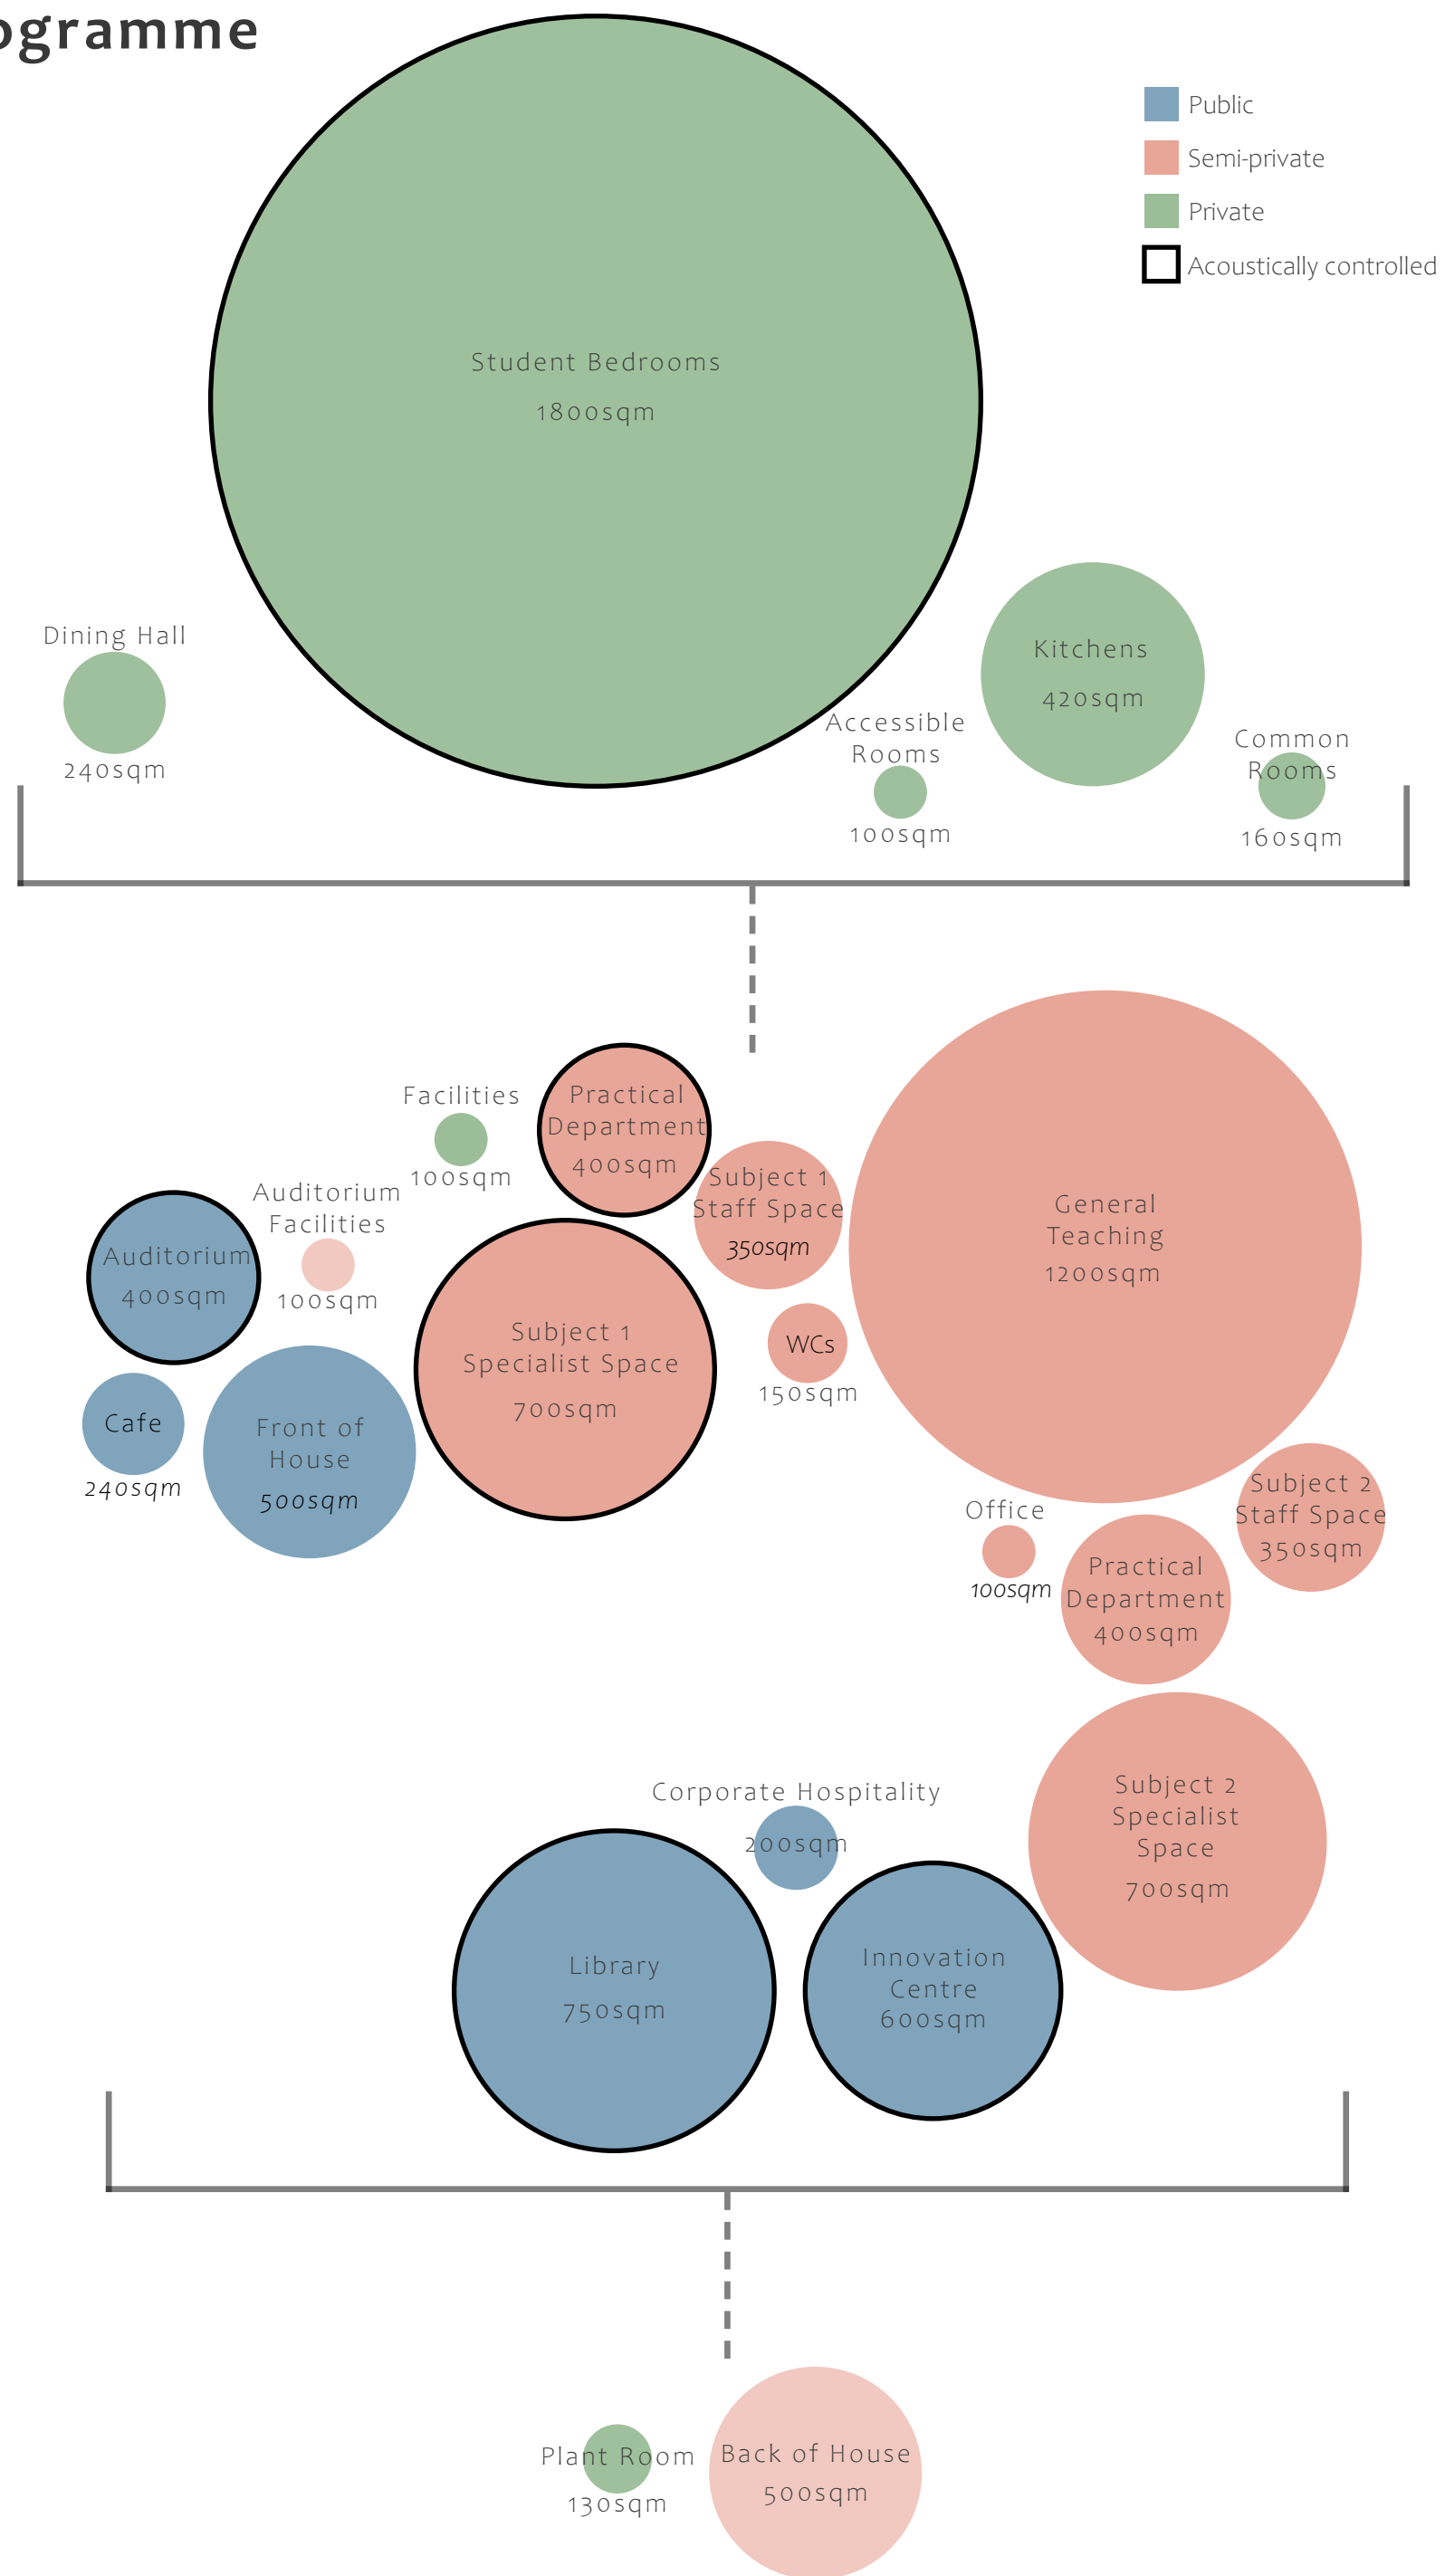 ogramme
Public
Semi-private
Private
Acoustically controlled
Student Bedrooms
1800sqm
Dining Hall
240sqm
Kitchens
420sqm
Accessible
Rooms
100sqm
Common
Rooms
160sqm
Facilities
100sqm
Practical
Department
400sqm
Subject 1
Staff Space
350sqm
General
Teaching
1200sqm
Auditorium
Facilities
100sqm
Auditorium
400sqm
Subject 1
Specialist Space
700sqm
WCs
150sqm
Cafe
240sqm
Front of
House
500sqm
Subject 2
Staff Space
350sqm
Office
100sqm
Practical
Department
400sqm
Subject 2
Specialist
Space
700sqm
Corporate Hospitality
200sqm
Library
750sqm
Innovation
Centre
600sqm
Plant Room
130sqm
Back of House
500sqm